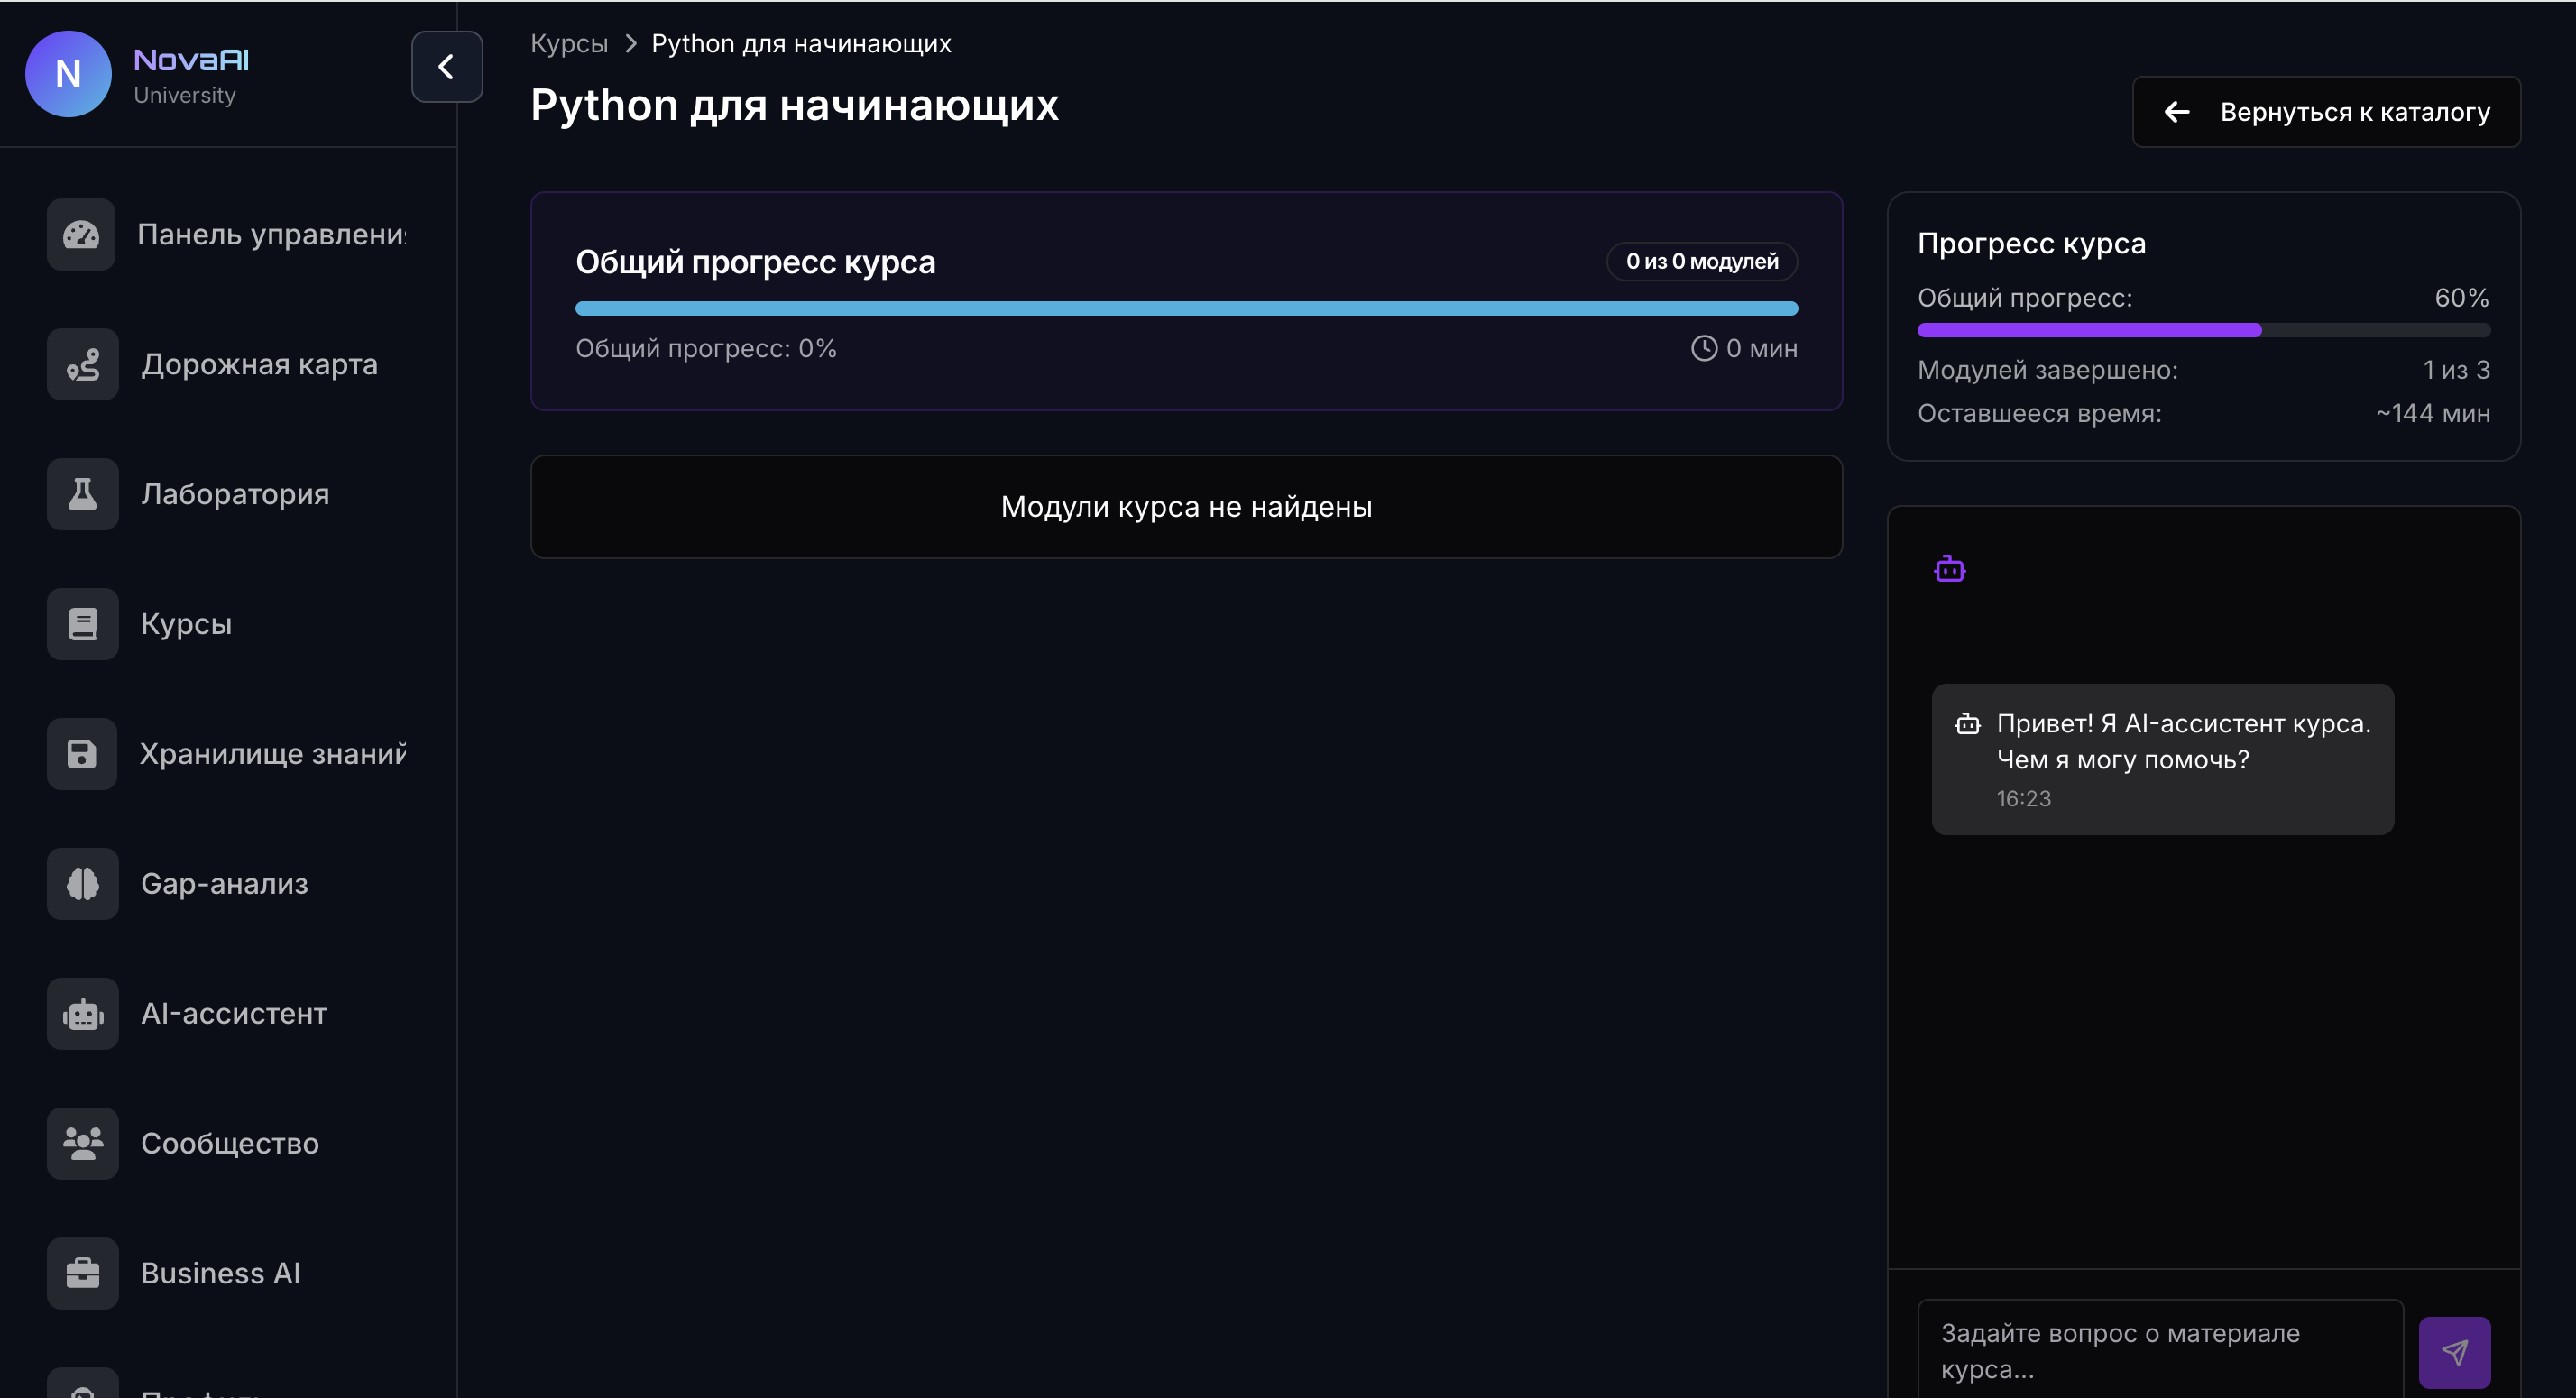 N
NovaAI
University
Панель управлени
Дорожная карта
Лаборатория
Курсы
Хранилище знаний
Gap-анализ
AI-ассистент
Сообщество
Business AI
Курсы > Python для начинающих
Python для начинающих
Вернуться к каталогу
Общий прогресс курса
0 из 0 модулей
Общий прогресс: 0%
0 мин
Модули курса не найдены
Прогресс курса
Общий прогресс: 60%
Модулей завершено: 1 из 3
Оставшееся время: ~144 мин
Привет! Я AI-ассистент курса.
Чем я могу помочь?
16:23
Задайте вопрос о материале
курса...